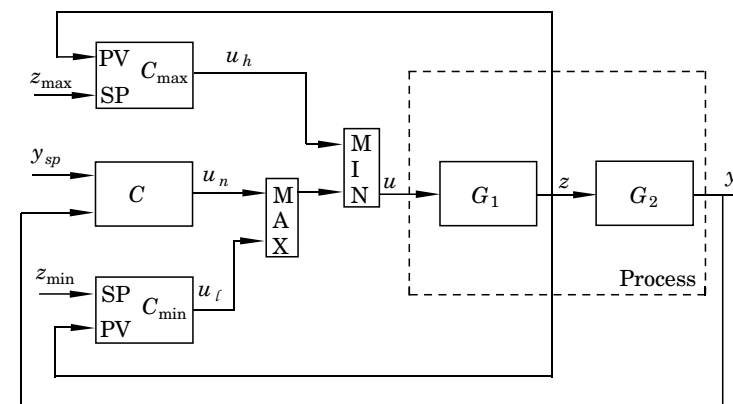 PV
C_max
SP
z_max
u_h
M
I
N
y_sp
C
u_n
M
A
X
u
G_1
z
G_2
y
z_min
SP
C_min
PV
u_l
Process